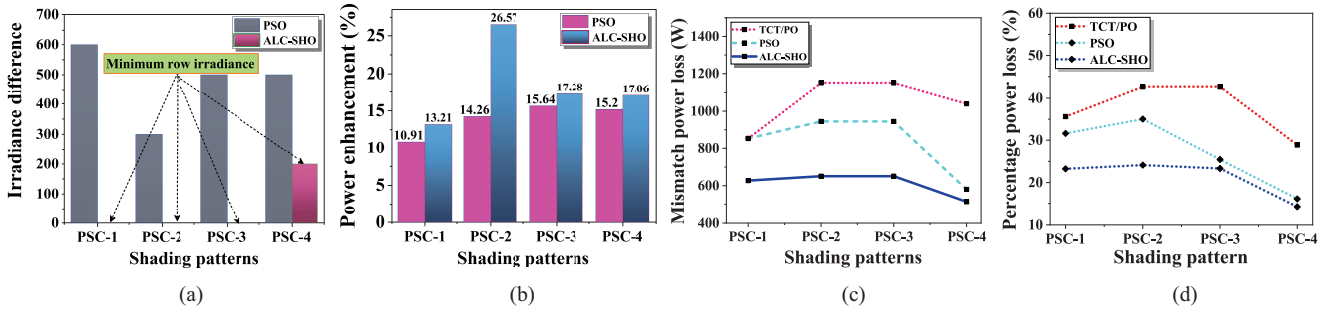 Irradiance difference
700
600
500
400
300
200
100
0
PSO
ALC-SHO
Minimum row irradiance
PSC-1
PSC-2
PSC-3
PSC-4
Shading patterns
(a)
Power enhancement (%)
25
20
15
10
5
0
PSO
ALC-SHO
10.91
13.21
14.26
26.5
15.64
17.28
15.2
17.06
PSC-1
PSC-2
PSC-3
PSC-4
Shading patterns
(b)
Mismatch power loss (W)
1400
1200
1000
800
600
400
TCT/PO
PSO
ALC-SHO
PSC-1
PSC-2
PSC-3
PSC-4
Shading patterns
(c)
Percentage power loss (%)
60
50
40
30
20
10
TCT/PO
PSO
ALC-SHO
PSC-1
PSC-2
PSC-3
PSC-4
Shading pattern
(d)